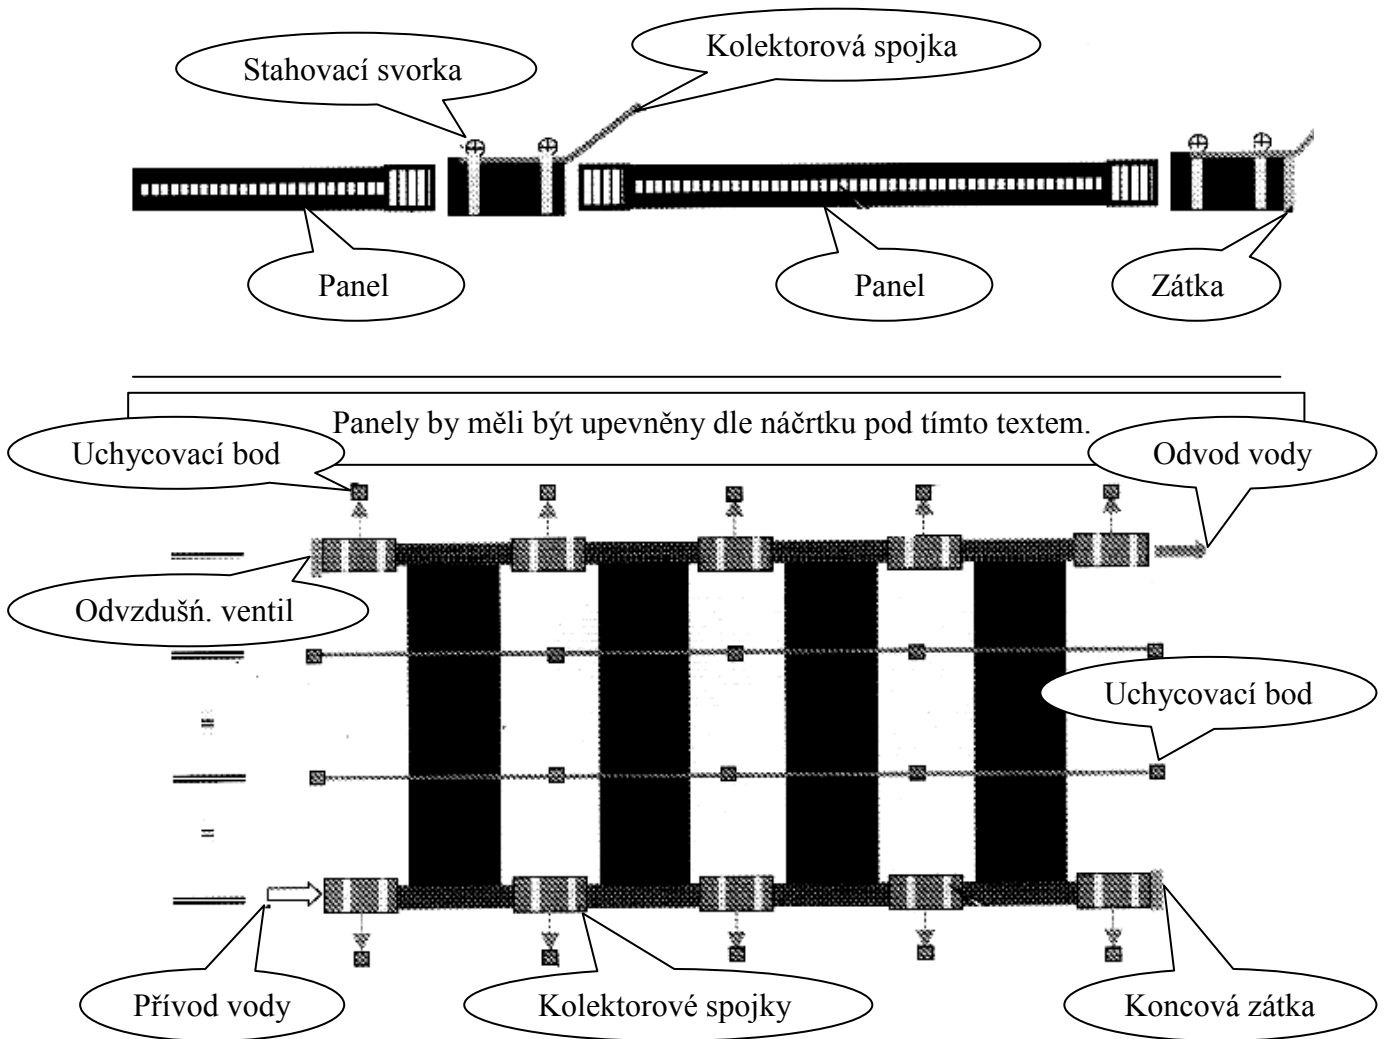 Kolektorová spojka
Stahovací svorka
Panel
Panel
Zátka
Panely by měli být upevněny dle náčrtku pod tímto textem.
Uchycovací bod
Odvod vody
Odvzdušń. ventil
Uchycovací bod
Přívod vody
Kolektorové spojky
Koncová zátka